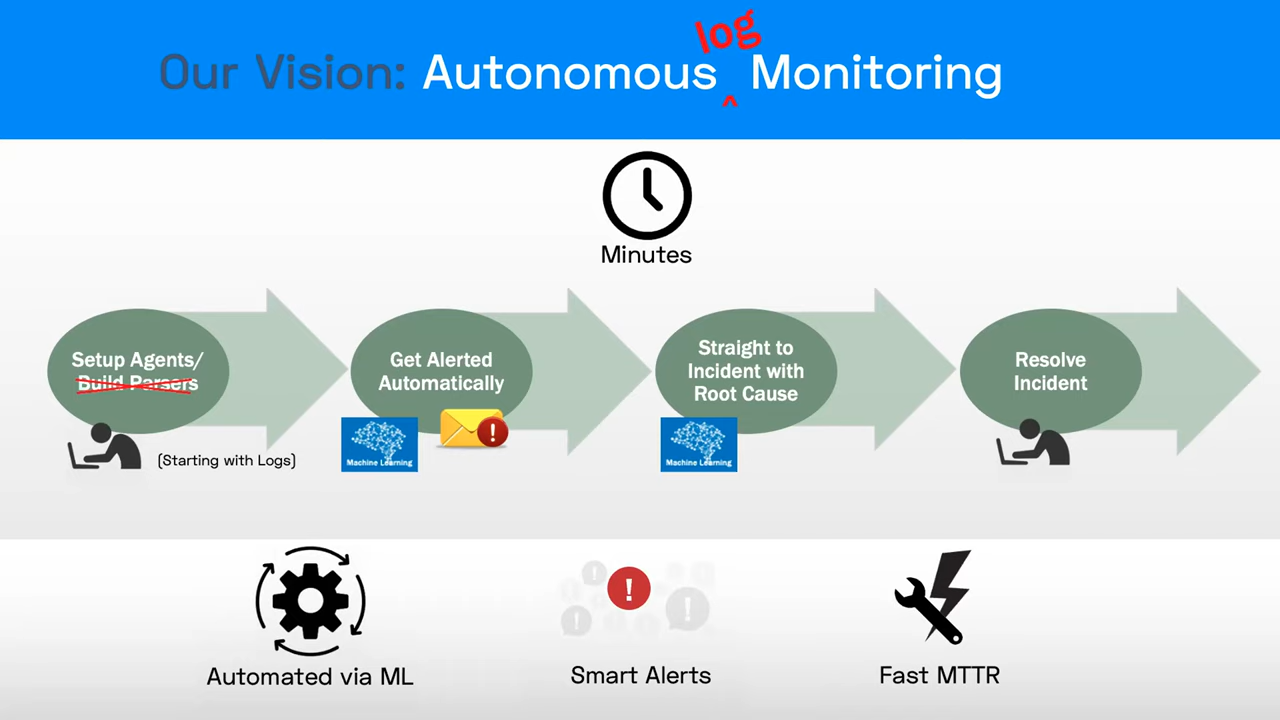 log
Our Vision: Autonomous ^ Monitoring
Minutes
Setup Agents/
Build Parsers
(Starting with Logs)
Get Alerted
Automatically
!
Machine Learning
Straight to
Incident with
Root Cause
Machine Learning
Resolve
Incident
!
!
!
!
Automated via ML
Smart Alerts
Fast MTTR